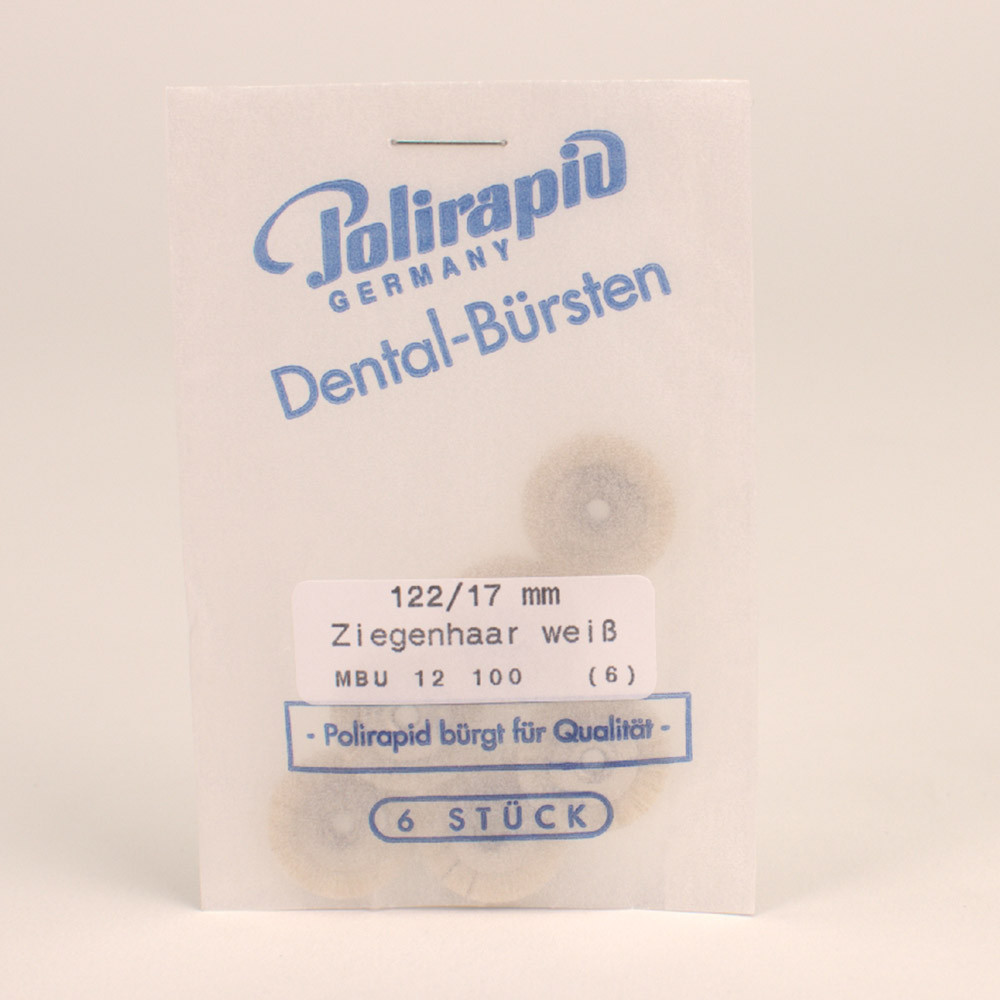 Polirapid
GERMANY
Dental-Bürsten
122/17 mm
Ziegenhaar weiß
MBU 12 100 (6)
- Polirapid bürgt für Qualität -
6 STÜCK